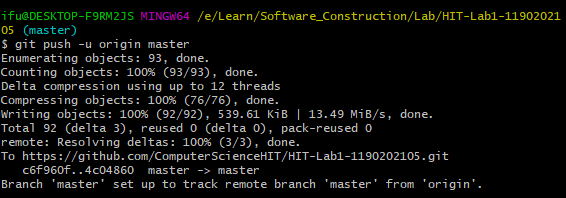 ifu@DESKTOP-F9RM2JS MINGW64 /e/Learn/Software_Construction/Lab/HIT-Lab1-11902021
05 (master)
$ git push -u origin master
Enumerating objects: 93, done.
Counting objects: 100% (93/93), done.
Delta compression using up to 12 threads
Compressing objects: 100% (76/76), done.
Writing objects: 100% (92/92), 539.61 KiB | 13.49 MiB/s, done.
Total 92 (delta 3), reused 0 (delta 0), pack-reused 0
remote: Resolving deltas: 100% (3/3), done.
To https://github.com/ComputerScienceHIT/HIT-Lab1-1190202105.git
   c6f960f..4c04860  master -> master
Branch 'master' set up to track remote branch 'master' from 'origin'.